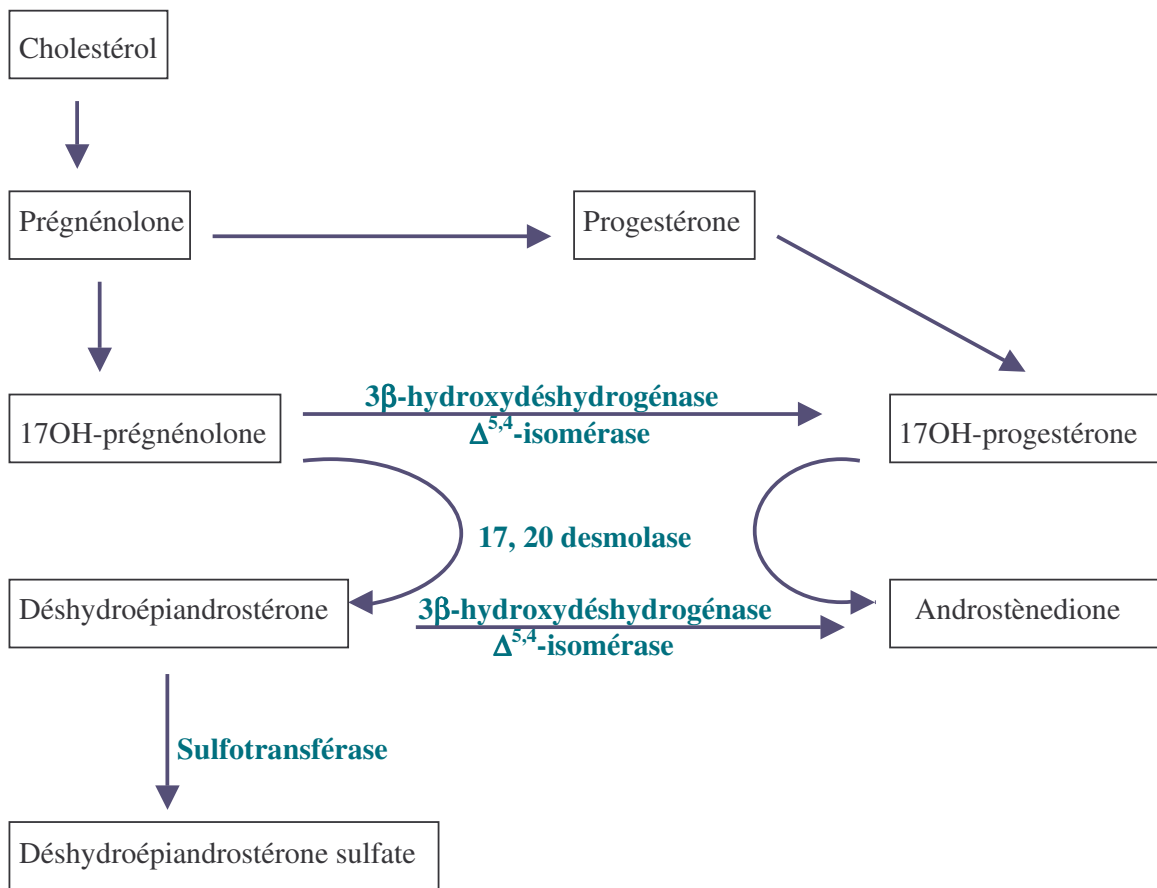 Cholestérol
Prégnénolone
Progestérone
3β-hydroxydéshydrogénase
Δ5,4-isomérase
17OH-prégnénolone
17OH-progestérone
17, 20 desmolase
Déshydroépiandrostérone
3β-hydroxydéshydrogénase
Δ5,4-isomérase
Androstènedione
Sulfotransférase
Déshydroépiandrostérone sulfate